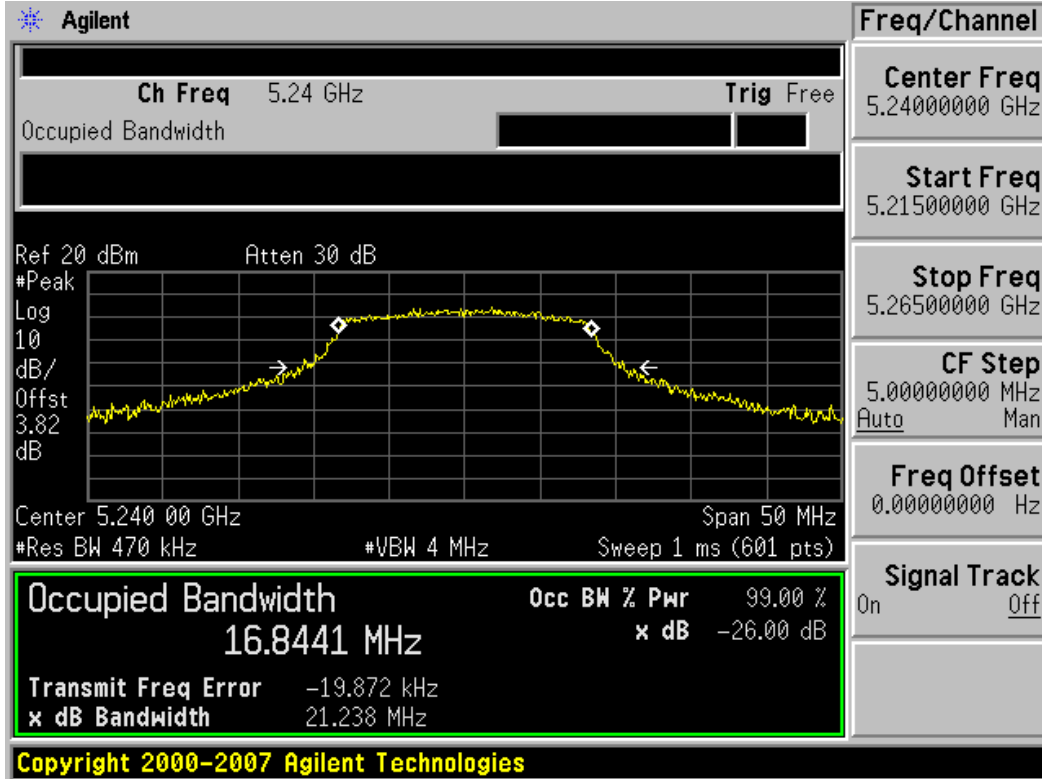 Agilent
Freq/Channel
Ch Freq 5.24 GHz Trig Free
Occupied Bandwidth
Center Freq
5.24000000 GHz
Start Freq
5.21500000 GHz
Stop Freq
5.26500000 GHz
CF Step
5.00000000 MHz
Auto Man
Freq Offset
0.00000000 Hz
Signal Track
On Off
Ref 20 dBm Atten 30 dB
#Peak
Log
10
dB/
Offst
3.82
dB
Center 5.240 00 GHz Span 50 MHz
#Res BW 470 kHz #VBW 4 MHz Sweep 1 ms (601 pts)
Occupied Bandwidth Occ BW % Pwr 99.00 %
16.8441 MHz x dB -26.00 dB
Transmit Freq Error -19.872 kHz
x dB Bandwidth 21.238 MHz
Copyright 2000-2007 Agilent Technologies